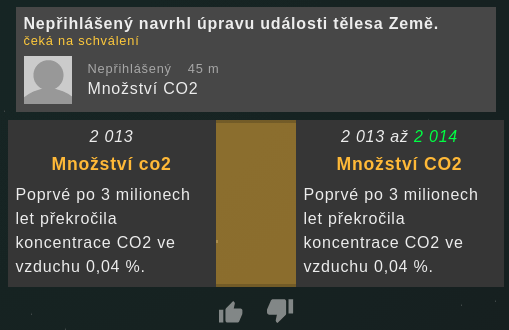 Nepřihlášený navrhl úpravu události tělesa Země.
čeká na schválení
Nepřihlášený 45 m
Množství CO2
2 013
Množství co2
Poprvé po 3 milionech
let překročila
koncentrace CO2 ve
vzduchu 0,04 %.
2 013 až 2 014
Množství CO2
Poprvé po 3 milionech
let překročila
koncentrace CO2 ve
vzduchu 0,04 %.